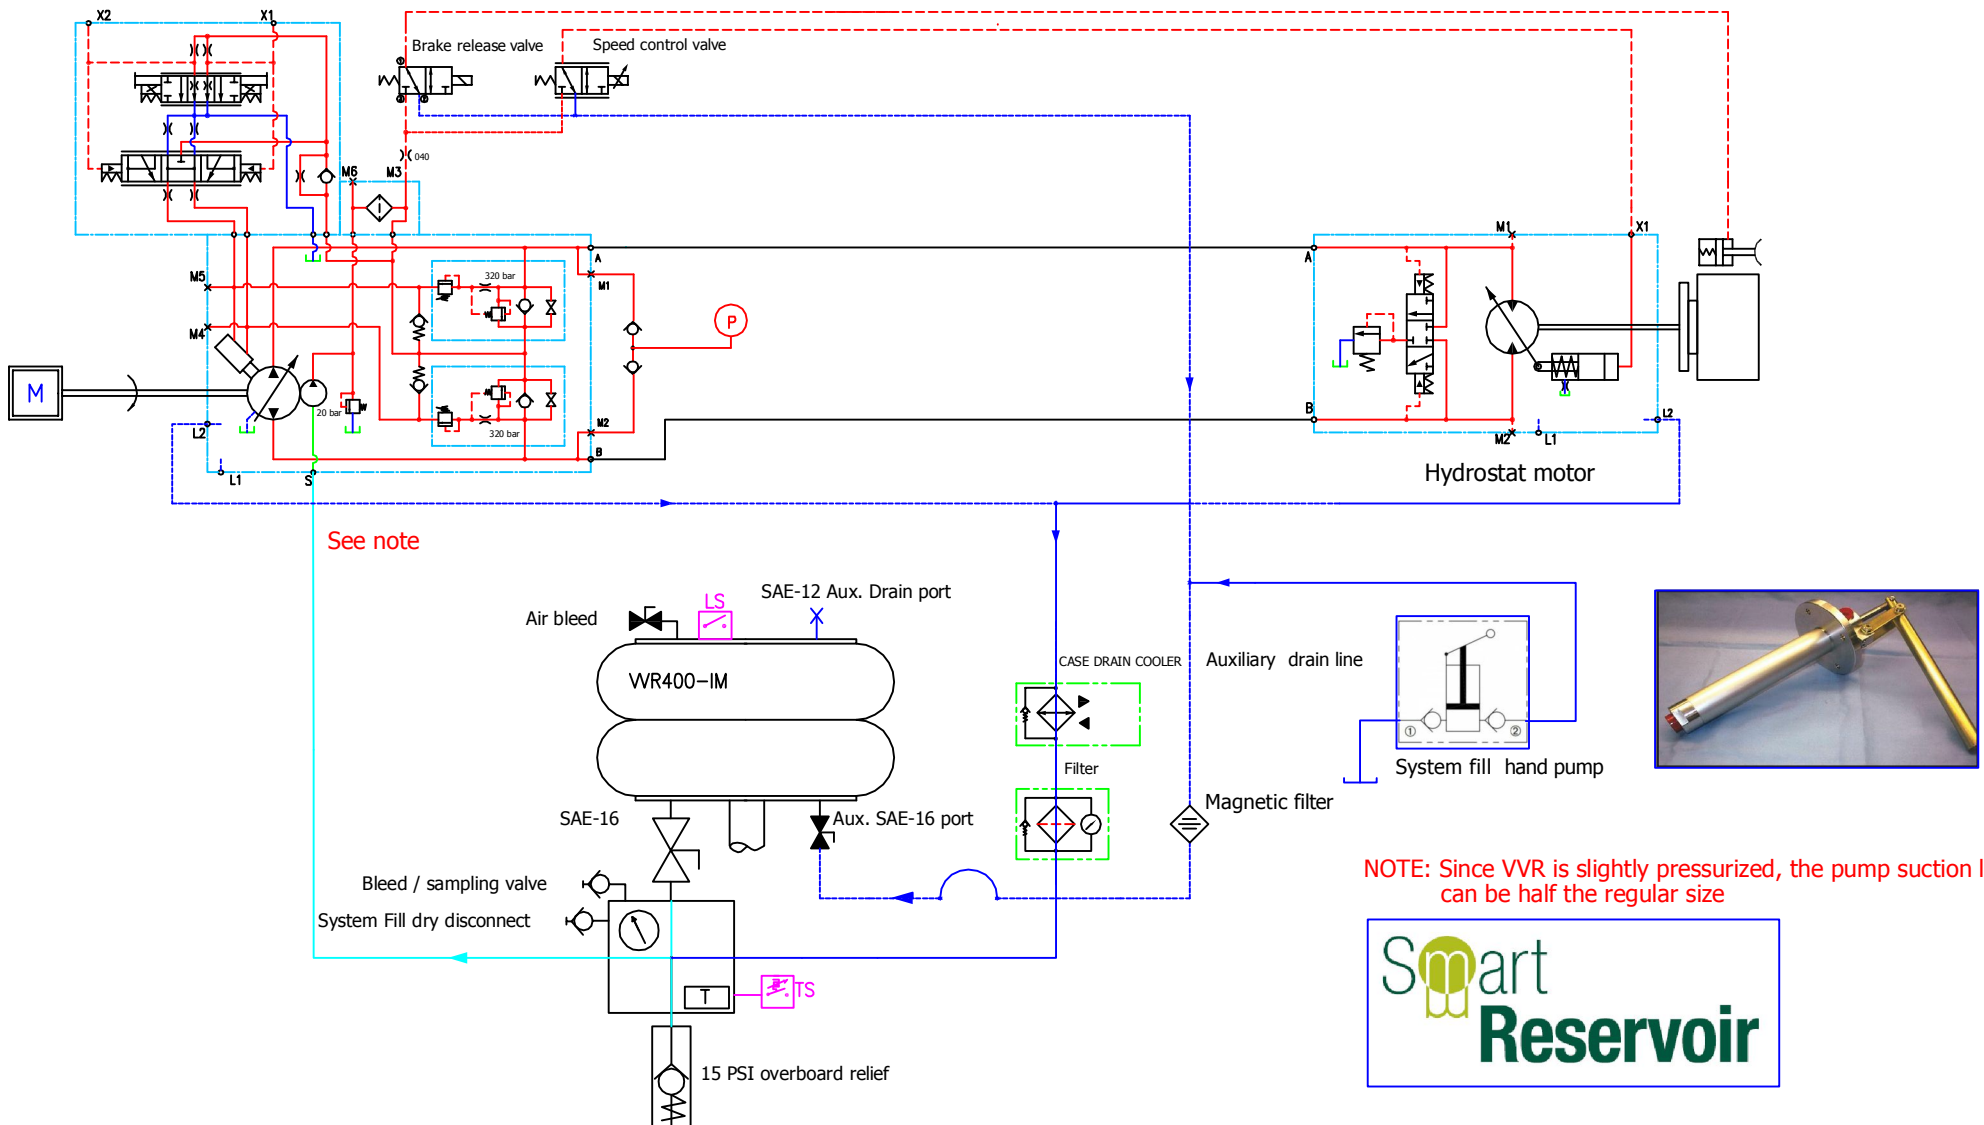 X2
X1
Brake release valve
Speed control valve
040
M6
M3
M5
M4
A
M1
320 bar
P
M
20 bar
320 bar
M2
B
L2
L1
S
M1
X1
A
B
M2
L1
L2
Hydrostat motor
See note
Air bleed
LS
SAE-12 Aux. Drain port
VVR400-IM
CASE DRAIN COOLER
Auxiliary drain line
1
2
System fill hand pump
Filter
Magnetic filter
SAE-16
Aux. SAE-16 port
Bleed / sampling valve
System Fill dry disconnect
T
TS
15 PSI overboard relief
NOTE: Since VVR is slightly pressurized, the pump suction
can be half the regular size
Smart
Reservoir